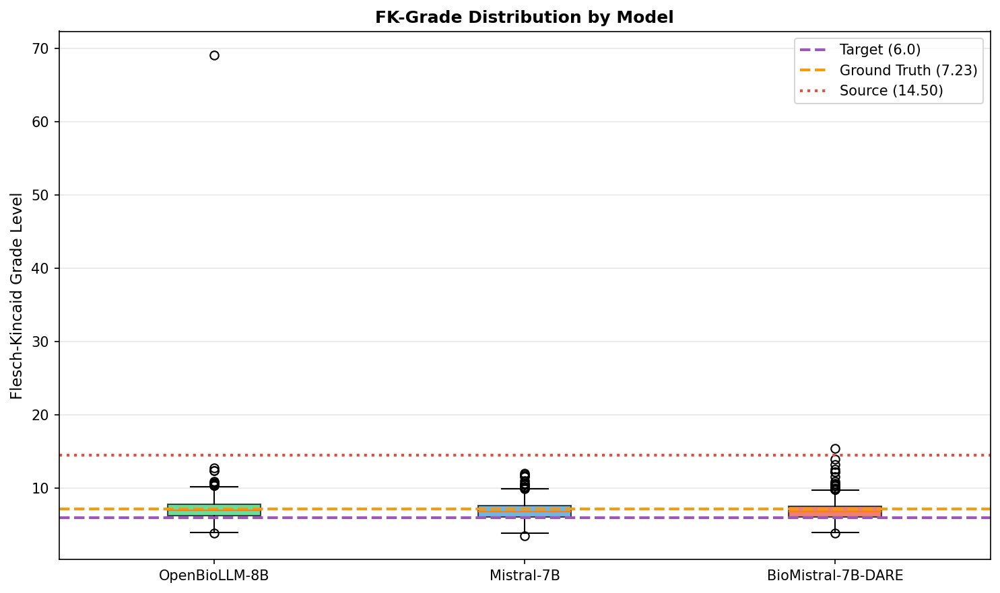 FK-Grade Distribution by Model
Target (6.0)
Ground Truth (7.23)
Source (14.50)
Flesch-Kincaid Grade Level
70
60
50
40
30
20
10
OpenBioLLM-8B
Mistral-7B
BioMistral-7B-DARE